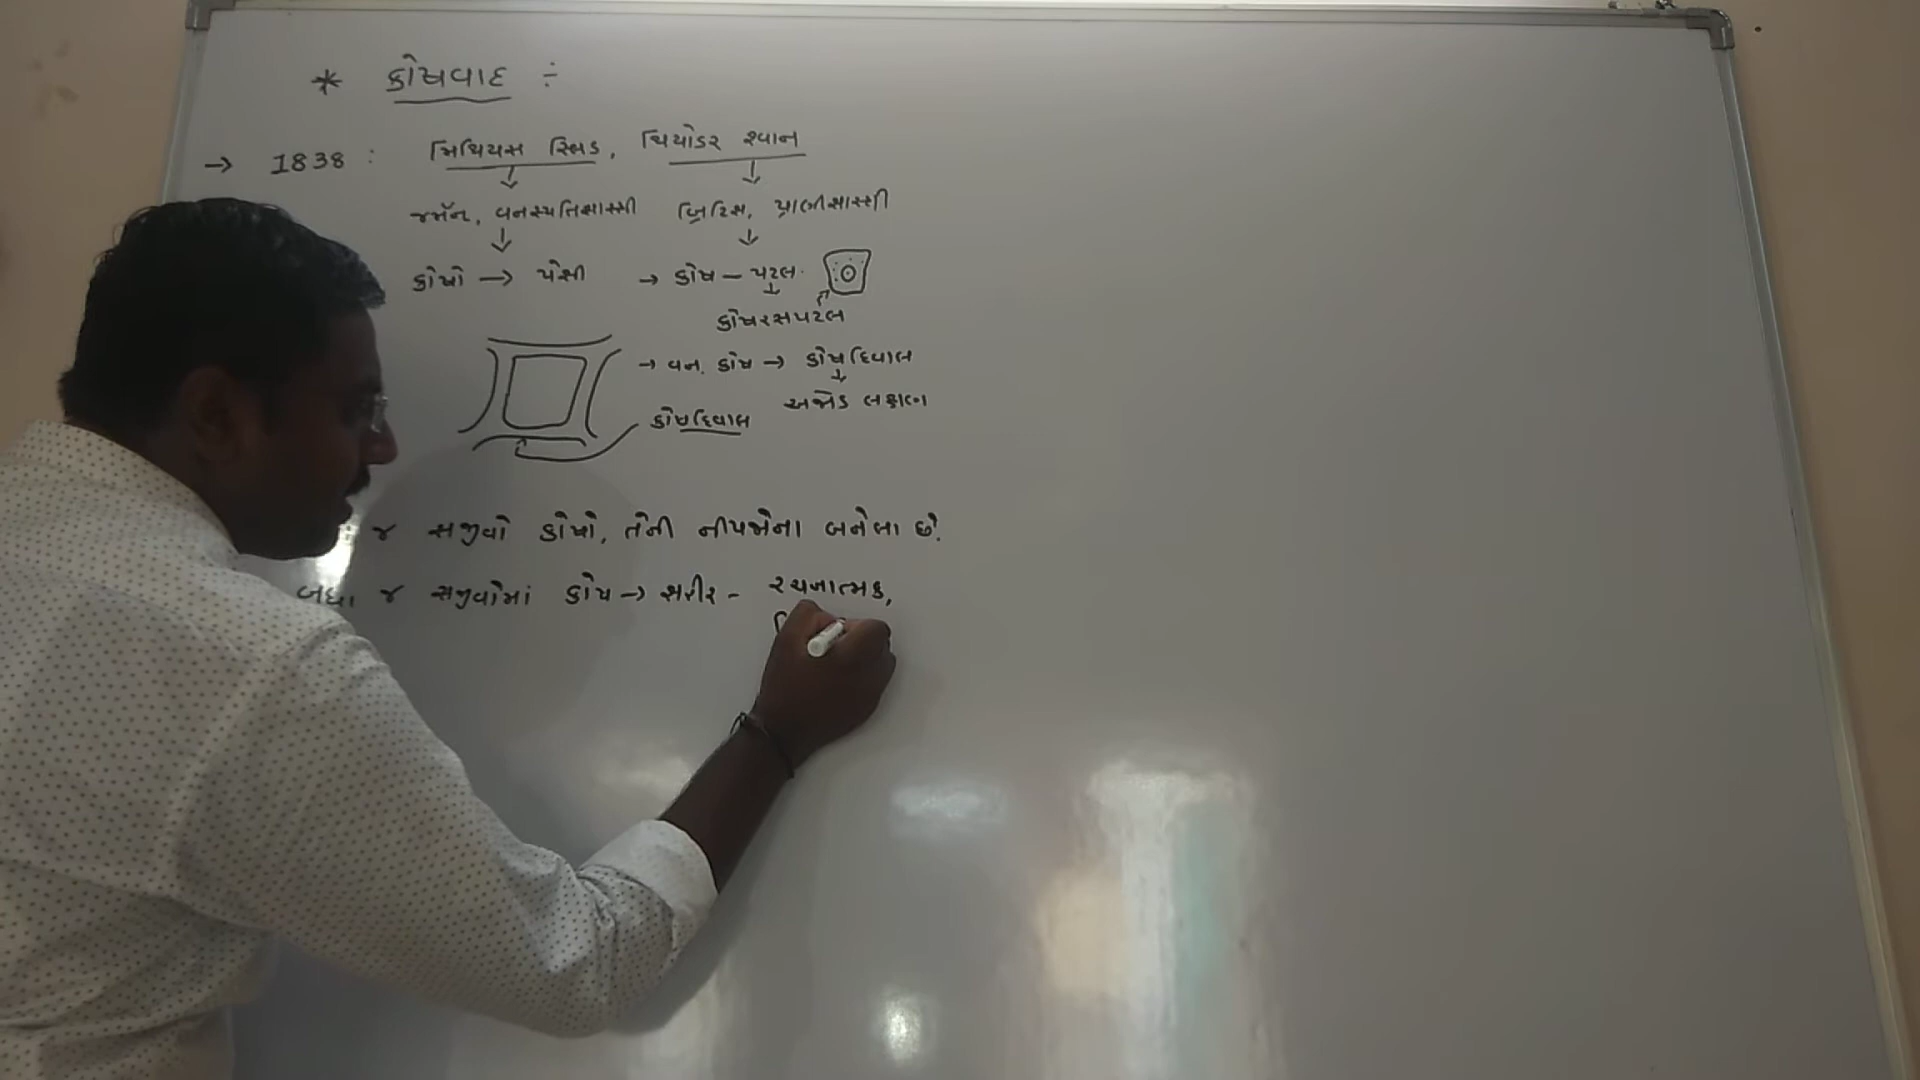 * કોષવાદ ÷
→ 1838 : મિથિયસ સ્લિડ, થિયોડર શ્વાન
જર્મન, વનસ્પતિશાસ્ત્રી બ્રિટિસ, પ્રાણીશાસ્ત્રી
કોષો → પેશી → કોષ - પટલ
કોષરસપટલ
→ વન. કોષ → કોષદિવાલ
અજોડ લક્ષણ
કોષદિવાલ
જ સજીવો કોષો, તેની નીપજોના બનેલા છે.
બધા જ સજીવોમાં કોષ → શરીર - રચનાત્મક,